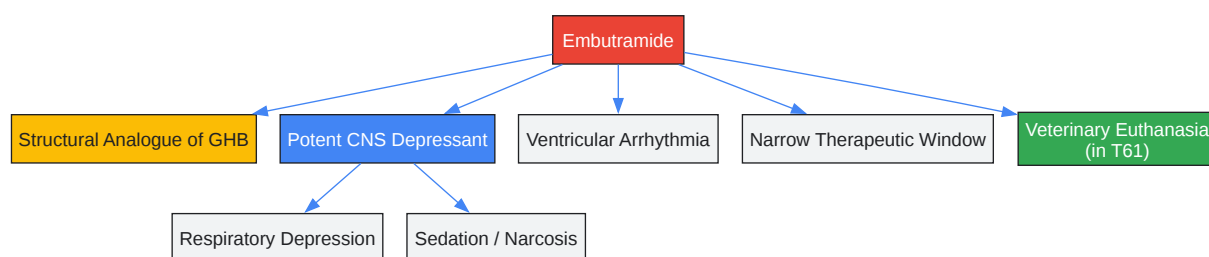 Embutramide
Structural Analogue of GHB
Potent CNS Depressant
Ventricular Arrhythmia
Narrow Therapeutic Window
Veterinary Euthanasia
(in T61)
Respiratory Depression
Sedation / Narcosis